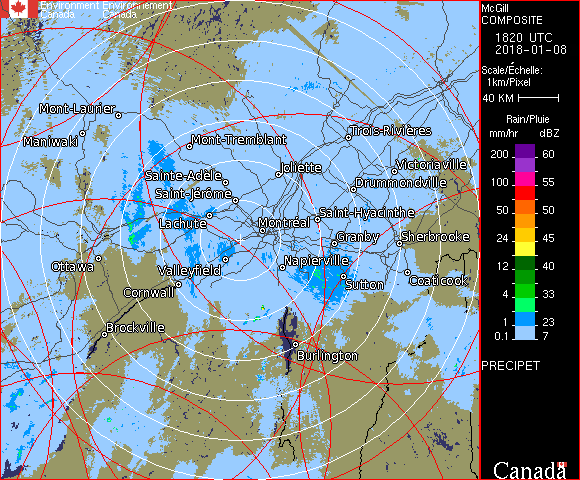 Environment Environnement
Canada Canada
McGill
COMPOSITE
1820 UTC
2018-01-08
Scale/Échelle:
1km/Pixel
40 KM
Rain/Pluie
mm/hr dBZ
200 60
150 57
100 55
50 50
24 45
12 40
4 33
1 23
0.1 7
PRECIPET
Canada
Mont-Laurier
Maniwaki
Mont-Tremblant
Trois-Rivières
Victoriaville
Joliette
Sainte-Adèle
Drummondville
Saint-Jérôme
Saint-Hyacinthe
Lachute
Montréal
Granby
Sherbrooke
Ottawa
Valleyfield
Napierville
Sutton
Coaticook
Cornwall
Brockville
Burlington